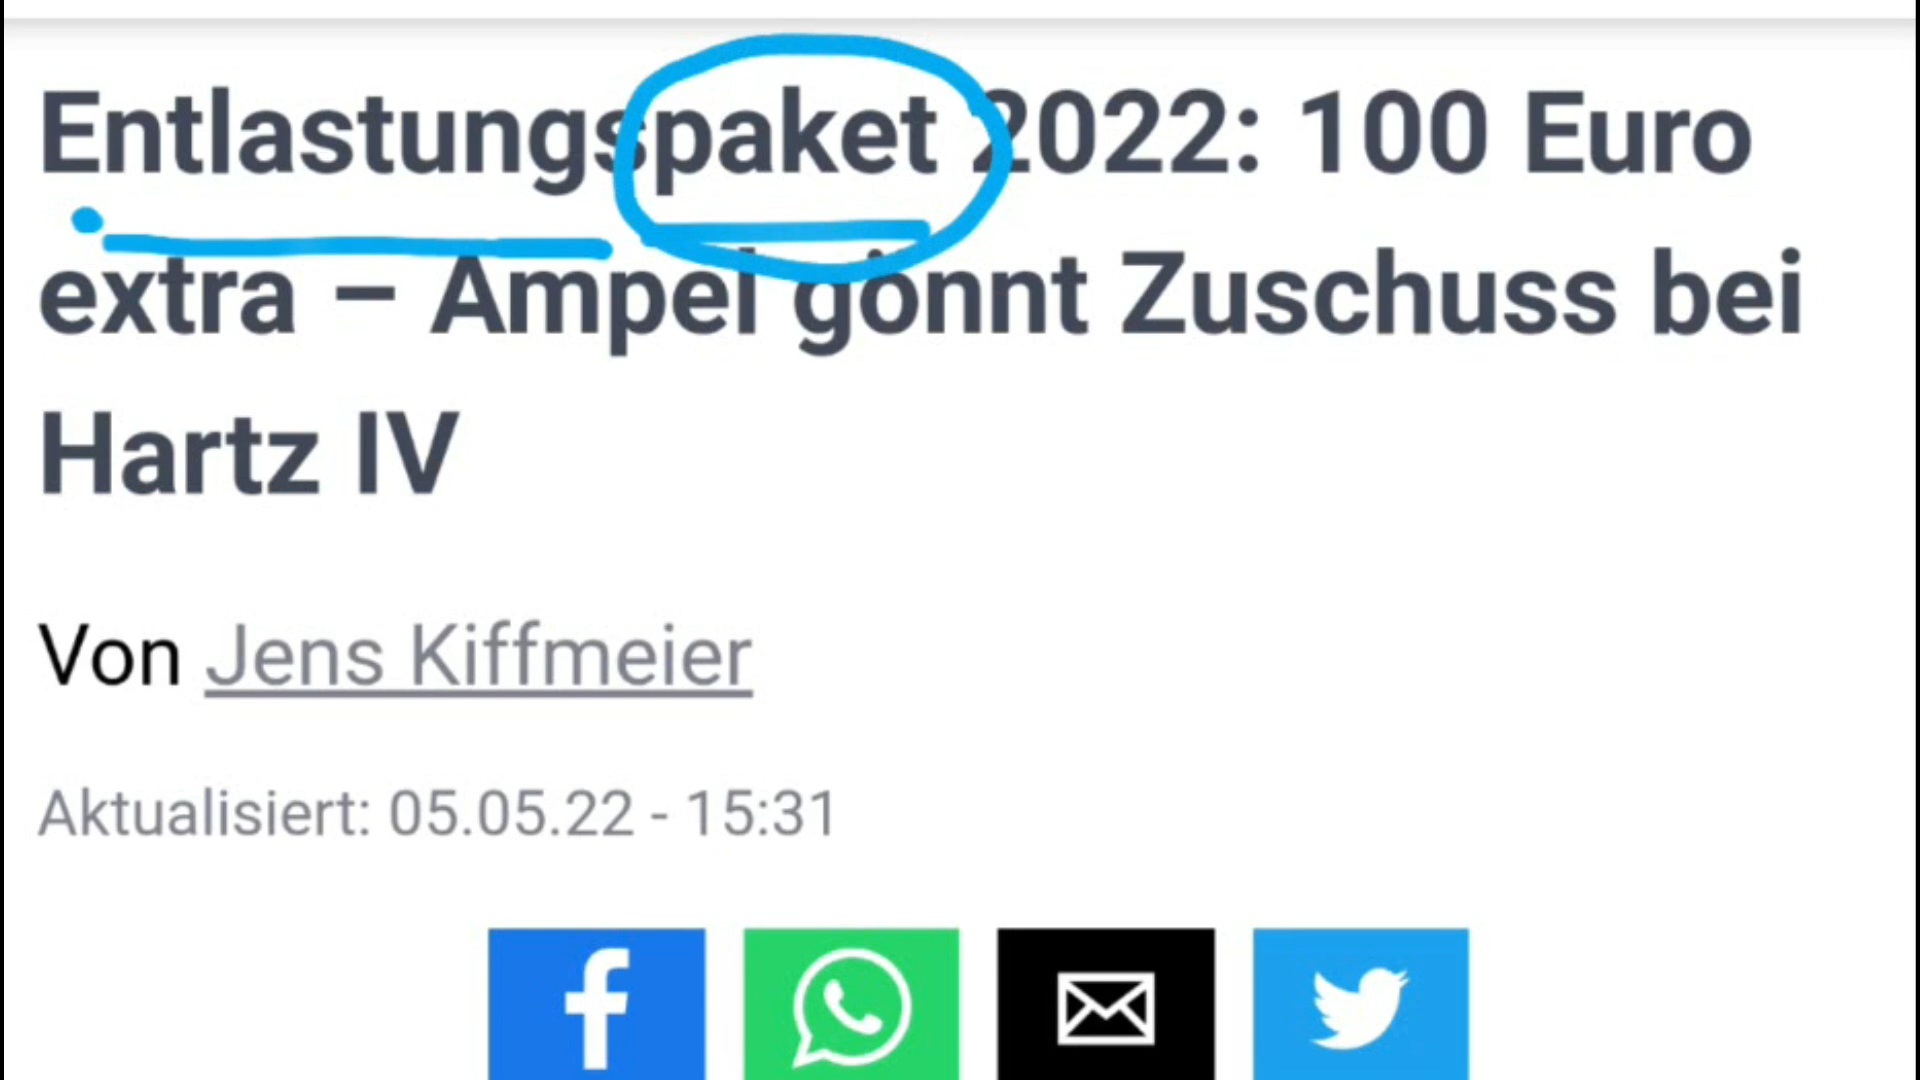 Entlastungspaket 2022: 100 Euro
extra – Ampel gönnt Zuschuss bei
Hartz IV
Von Jens Kiffmeier
Aktualisiert: 05.05.22 - 15:31